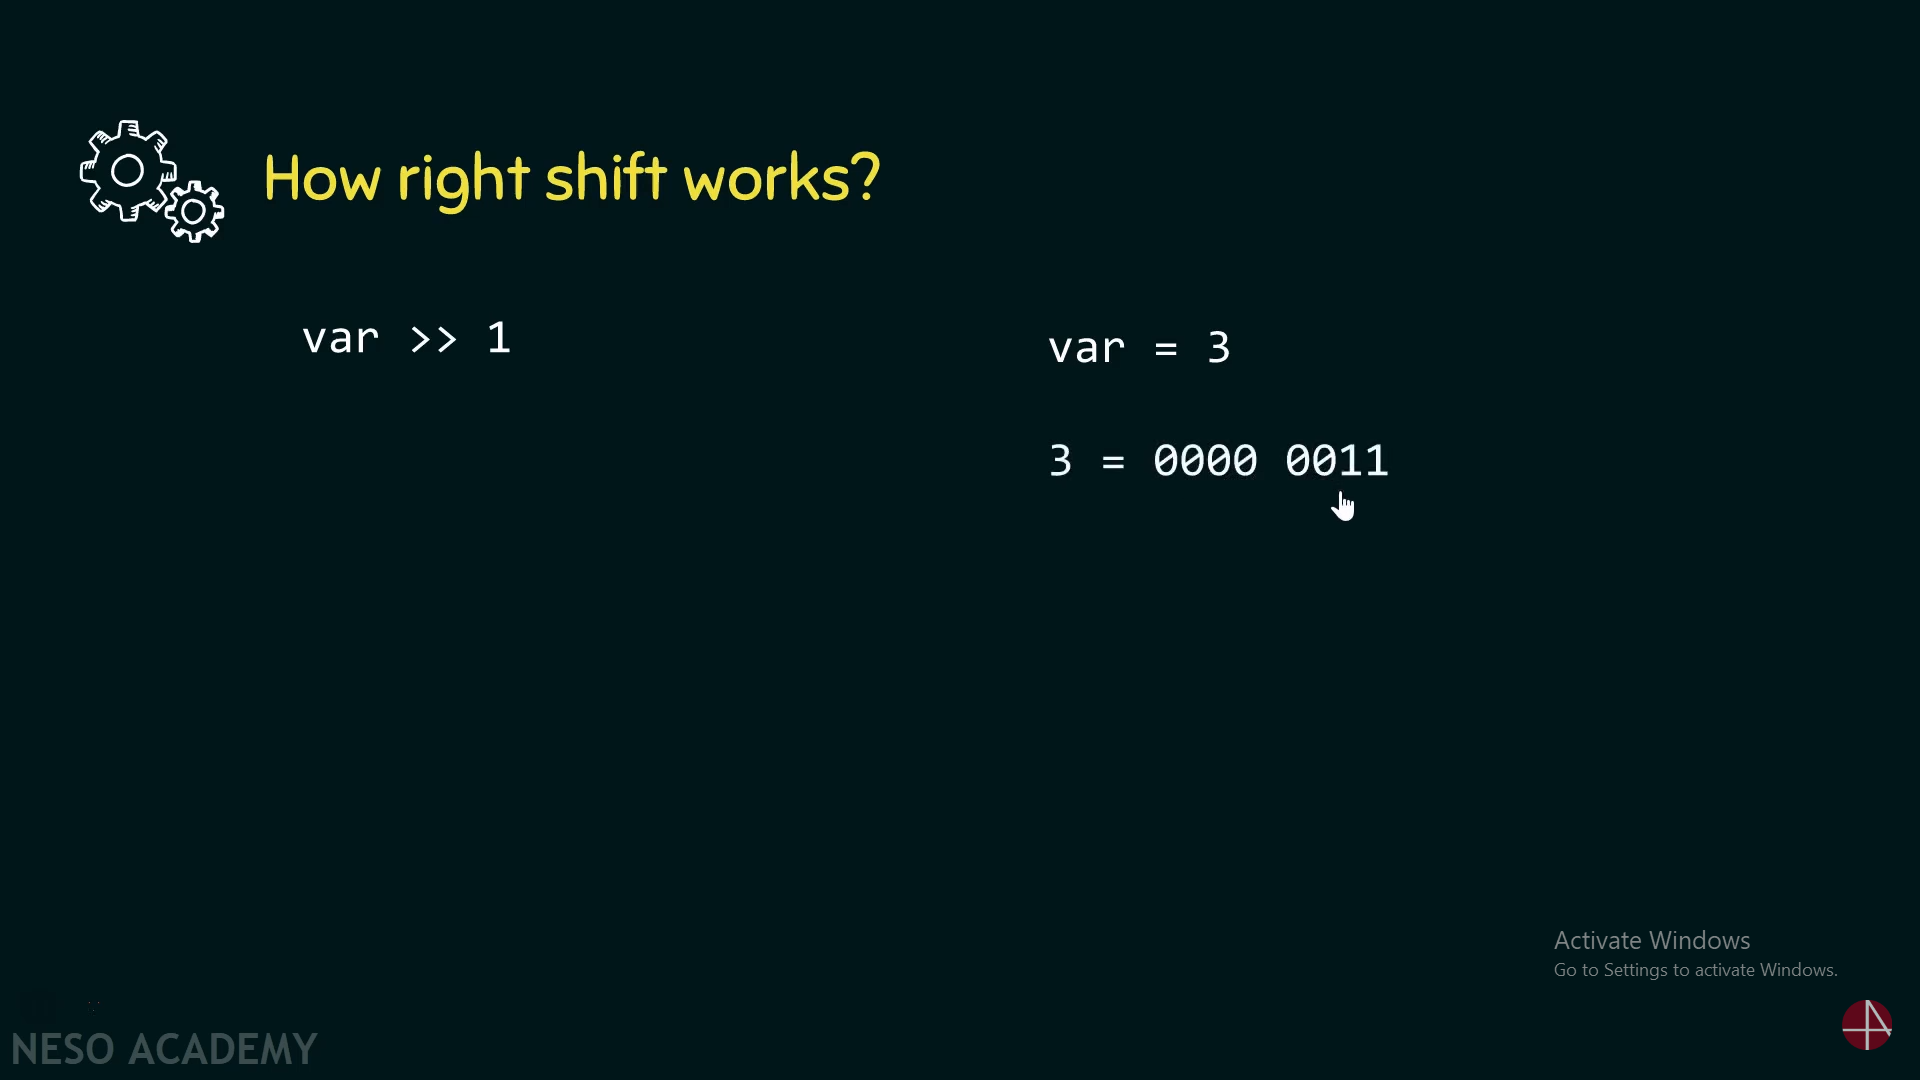 How right shift works?
var >> 1
var = 3
3 = 0000 0011
Activate Windows
Go to Settings to activate Windows.
NESO ACADEMY